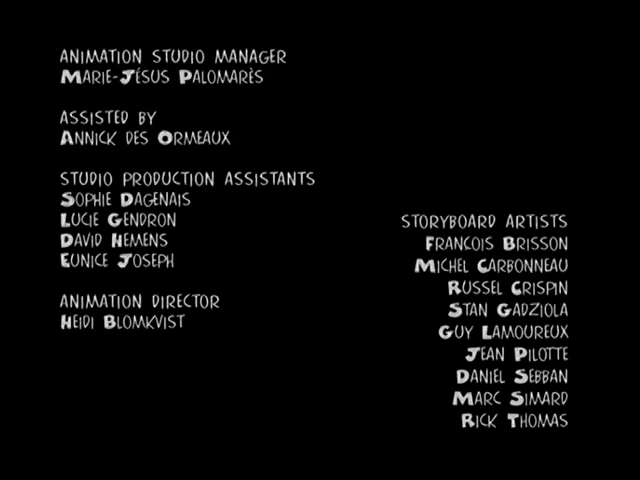 ANIMATION STUDIO MANAGER
MARIE-JÉSUS PALOMARÈS
ASSISTED BY
ANNICK DES ORMEAUX
STUDIO PRODUCTION ASSISTANTS
SOPHIE DAGENAIS
LUCIE GENDRON
DAVID HEMENS
EUNICE JOSEPH
ANIMATION DIRECTOR
HEIDI BLOMKVIST
STORYBOARD ARTISTS
FRANÇOIS BRISSON
MICHEL CARBONNEAU
RUSSEL CRISPIN
STAN GADZIOLA
GUY LAMOUREUX
JEAN PILOTTE
DANIEL SEBBAN
MARC SIMARD
RICK THOMAS